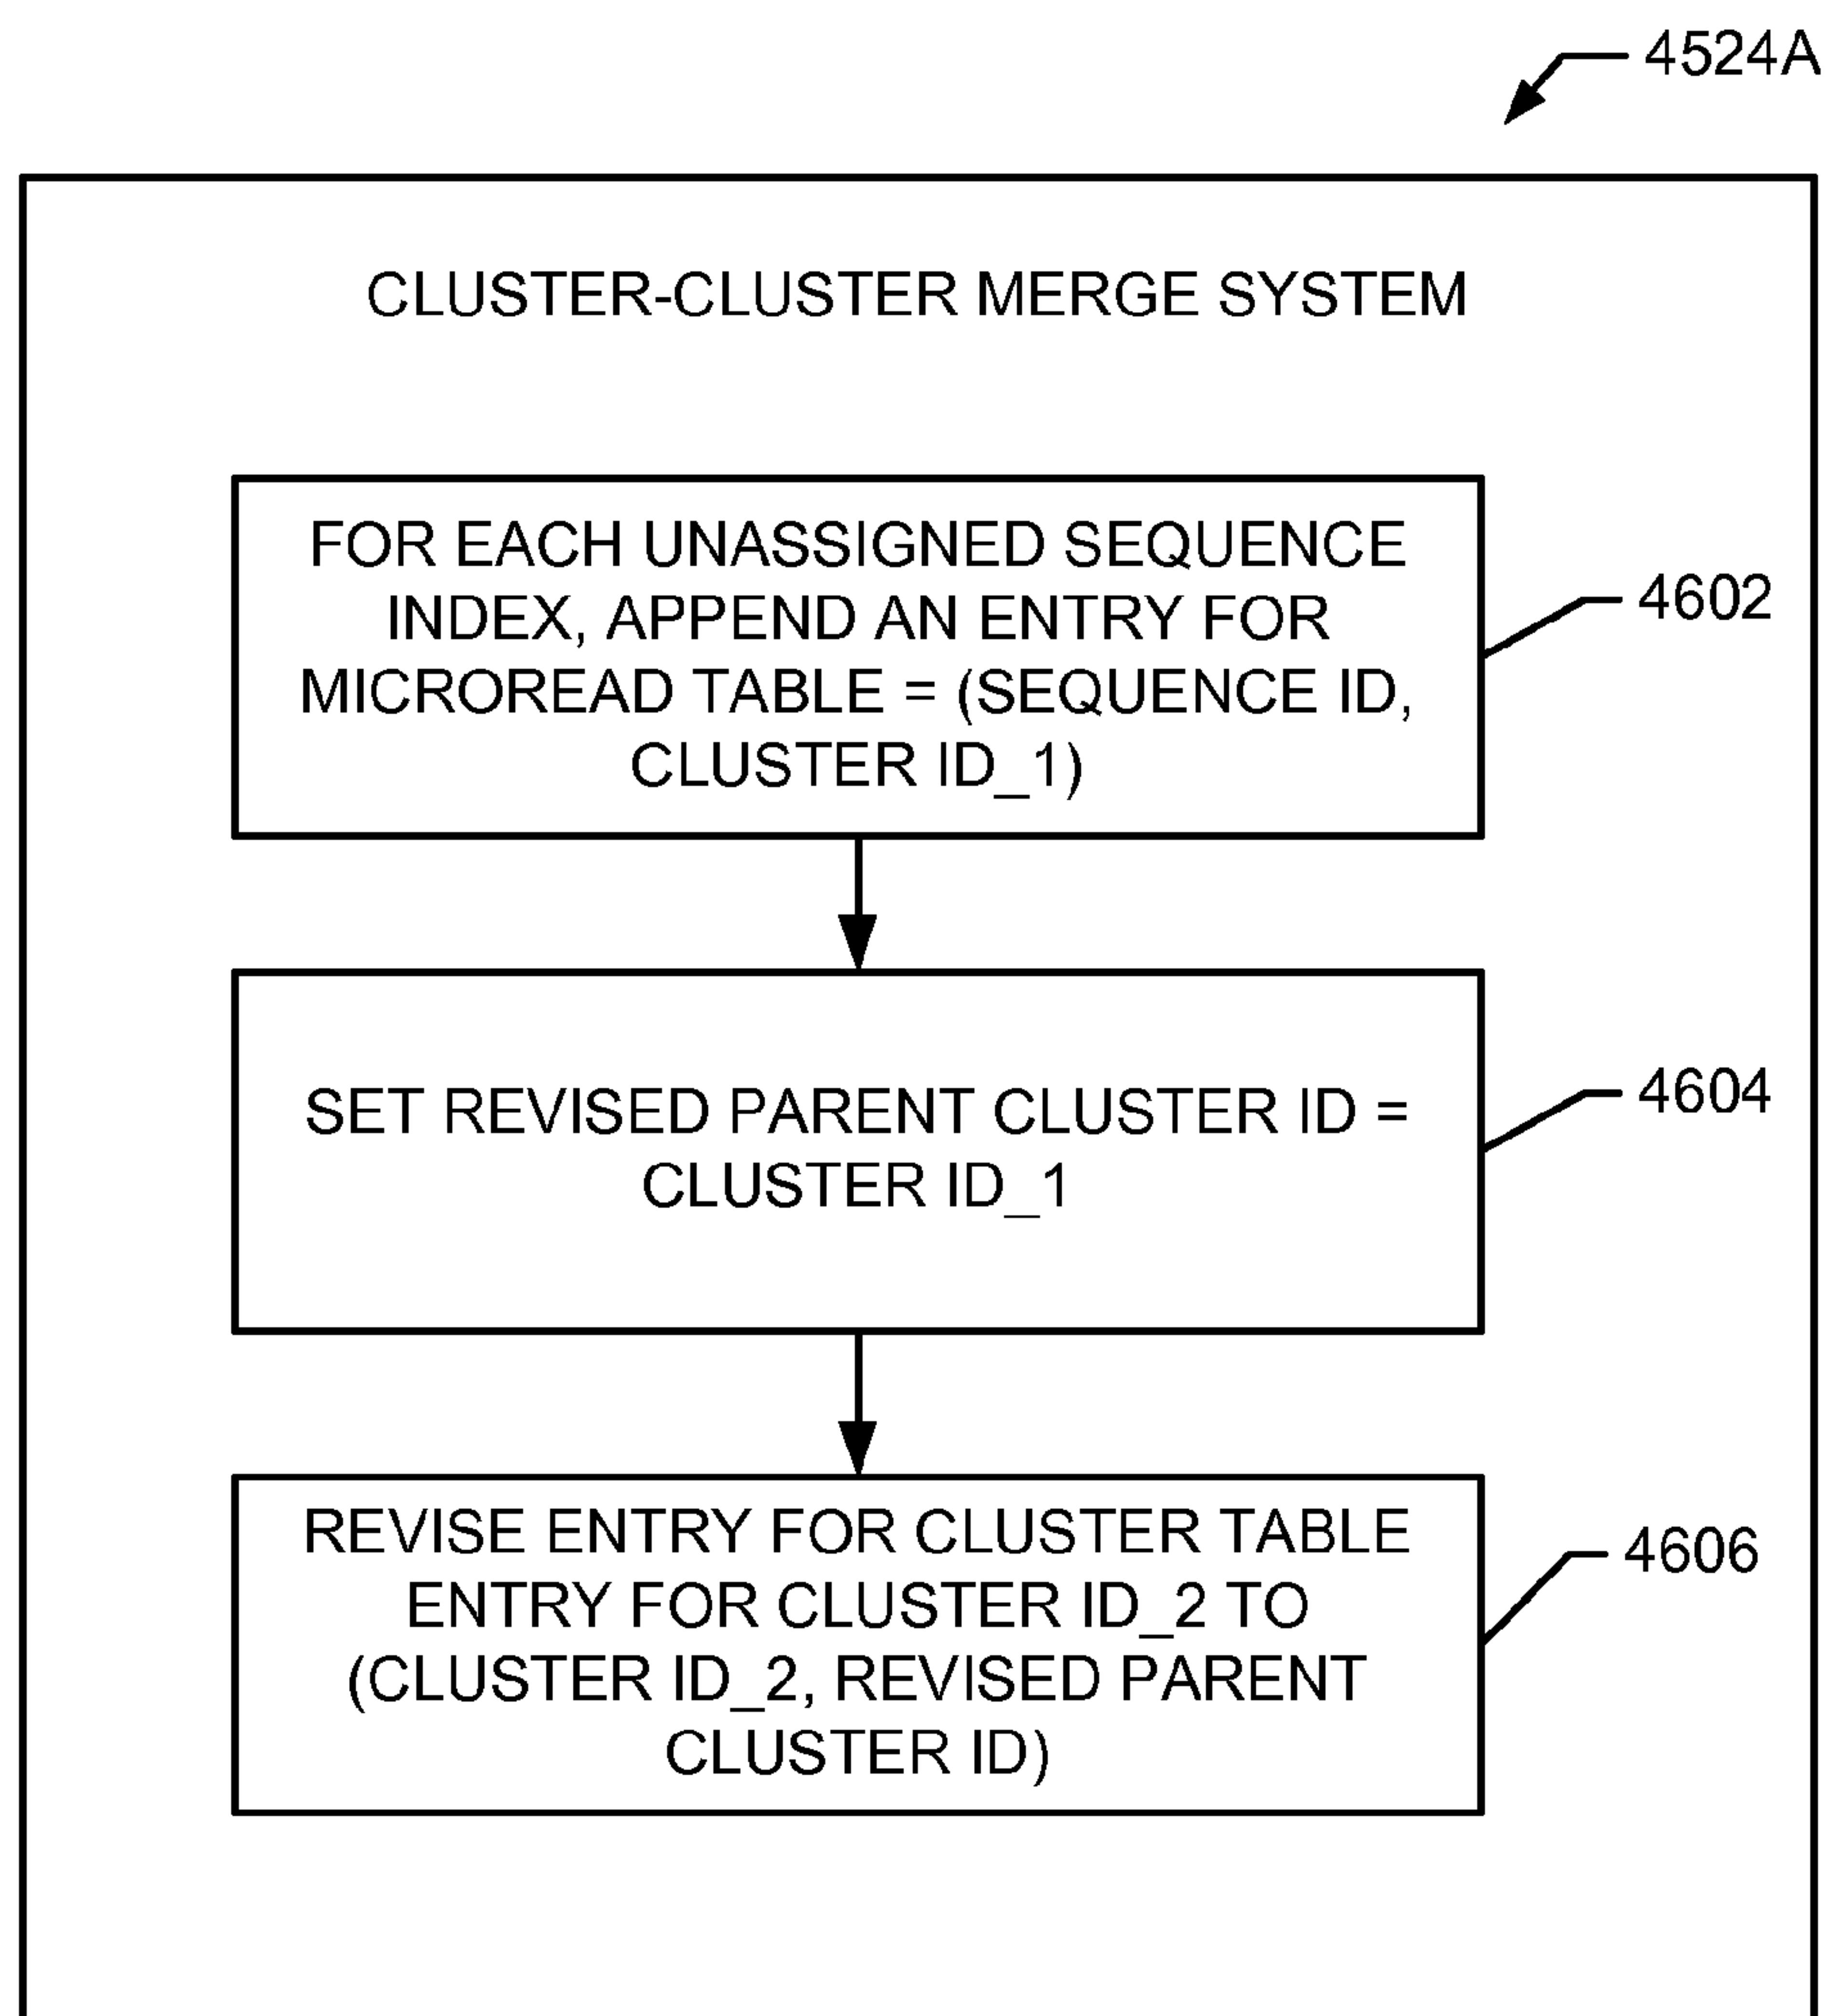 4524A
CLUSTER-CLUSTER MERGE SYSTEM
FOR EACH UNASSIGNED SEQUENCE
INDEX, APPEND AN ENTRY FOR
MICROREAD TABLE = (SEQUENCE ID,
CLUSTER ID_1)
4602
SET REVISED PARENT CLUSTER ID =
CLUSTER ID_1
4604
REVISE ENTRY FOR CLUSTER TABLE
ENTRY FOR CLUSTER ID_2 TO
(CLUSTER ID_2, REVISED PARENT
CLUSTER ID)
4606